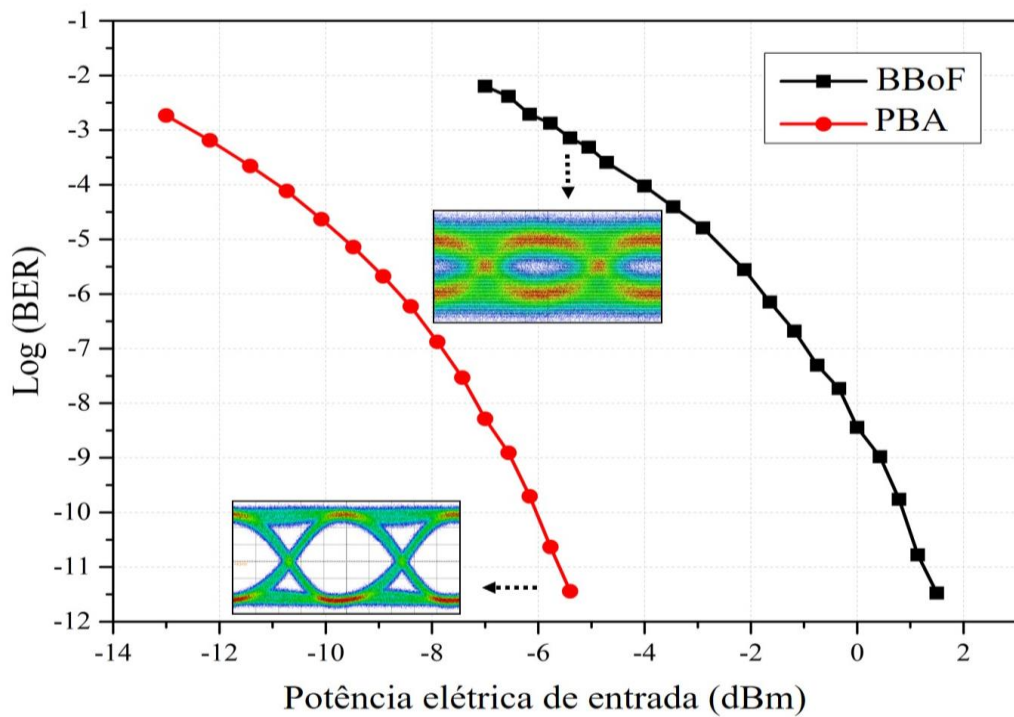 -1
-2
-3
-4
-5
-6
-7
-8
-9
-10
-11
-12
Log (BER)
BBoF
PBA
-14 -12 -10 -8 -6 -4 -2 0 2
Potência elétrica de entrada (dBm)